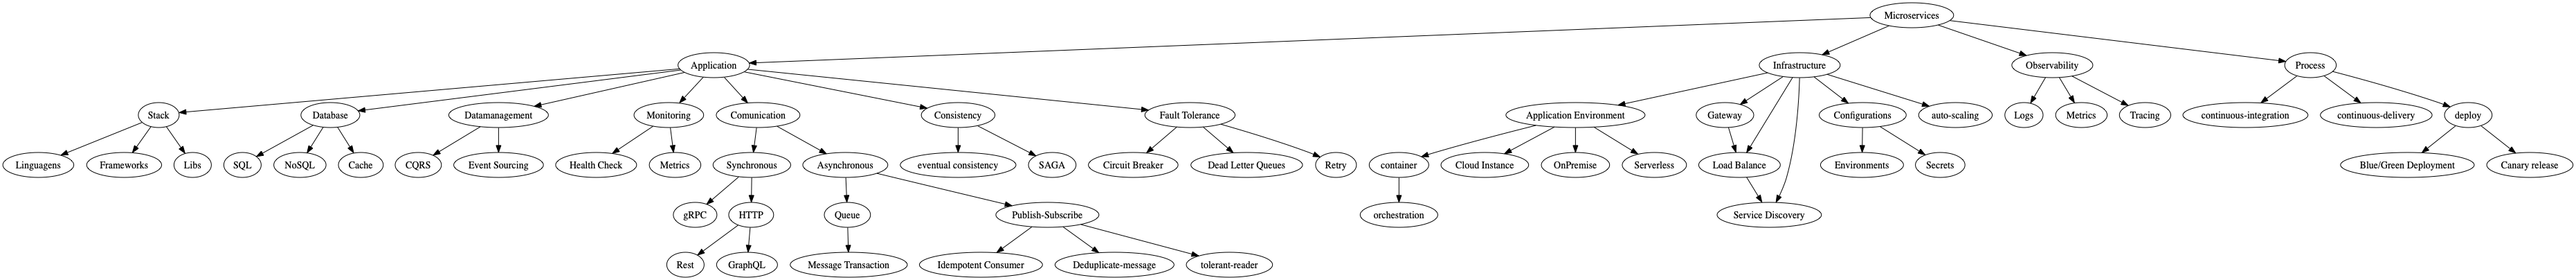 Microservices
Application
Infrastructure
Observability
Process
Stack
Database
Datamanagement
Monitoring
Comunication
Consistency
Fault Tolerance
Application Environment
Gateway
Configurations
auto-scaling
Logs
Metrics
Tracing
continuous-integration
continuous-delivery
deploy
Linguagens
Frameworks
Libs
SQL
NoSQL
Cache
CQRS
Event Sourcing
Health Check
Metrics
Synchronous
Asynchronous
eventual consistency
SAGA
Circuit Breaker
Dead Letter Queues
Retry
container
Cloud Instance
OnPremise
Serverless
Load Balance
Environments
Secrets
Blue/Green Deployment
Canary release
gRPC
HTTP
Queue
Publish-Subscribe
orchestration
Service Discovery
Rest
GraphQL
Message Transaction
Idempotent Consumer
Deduplicate-message
tolerant-reader